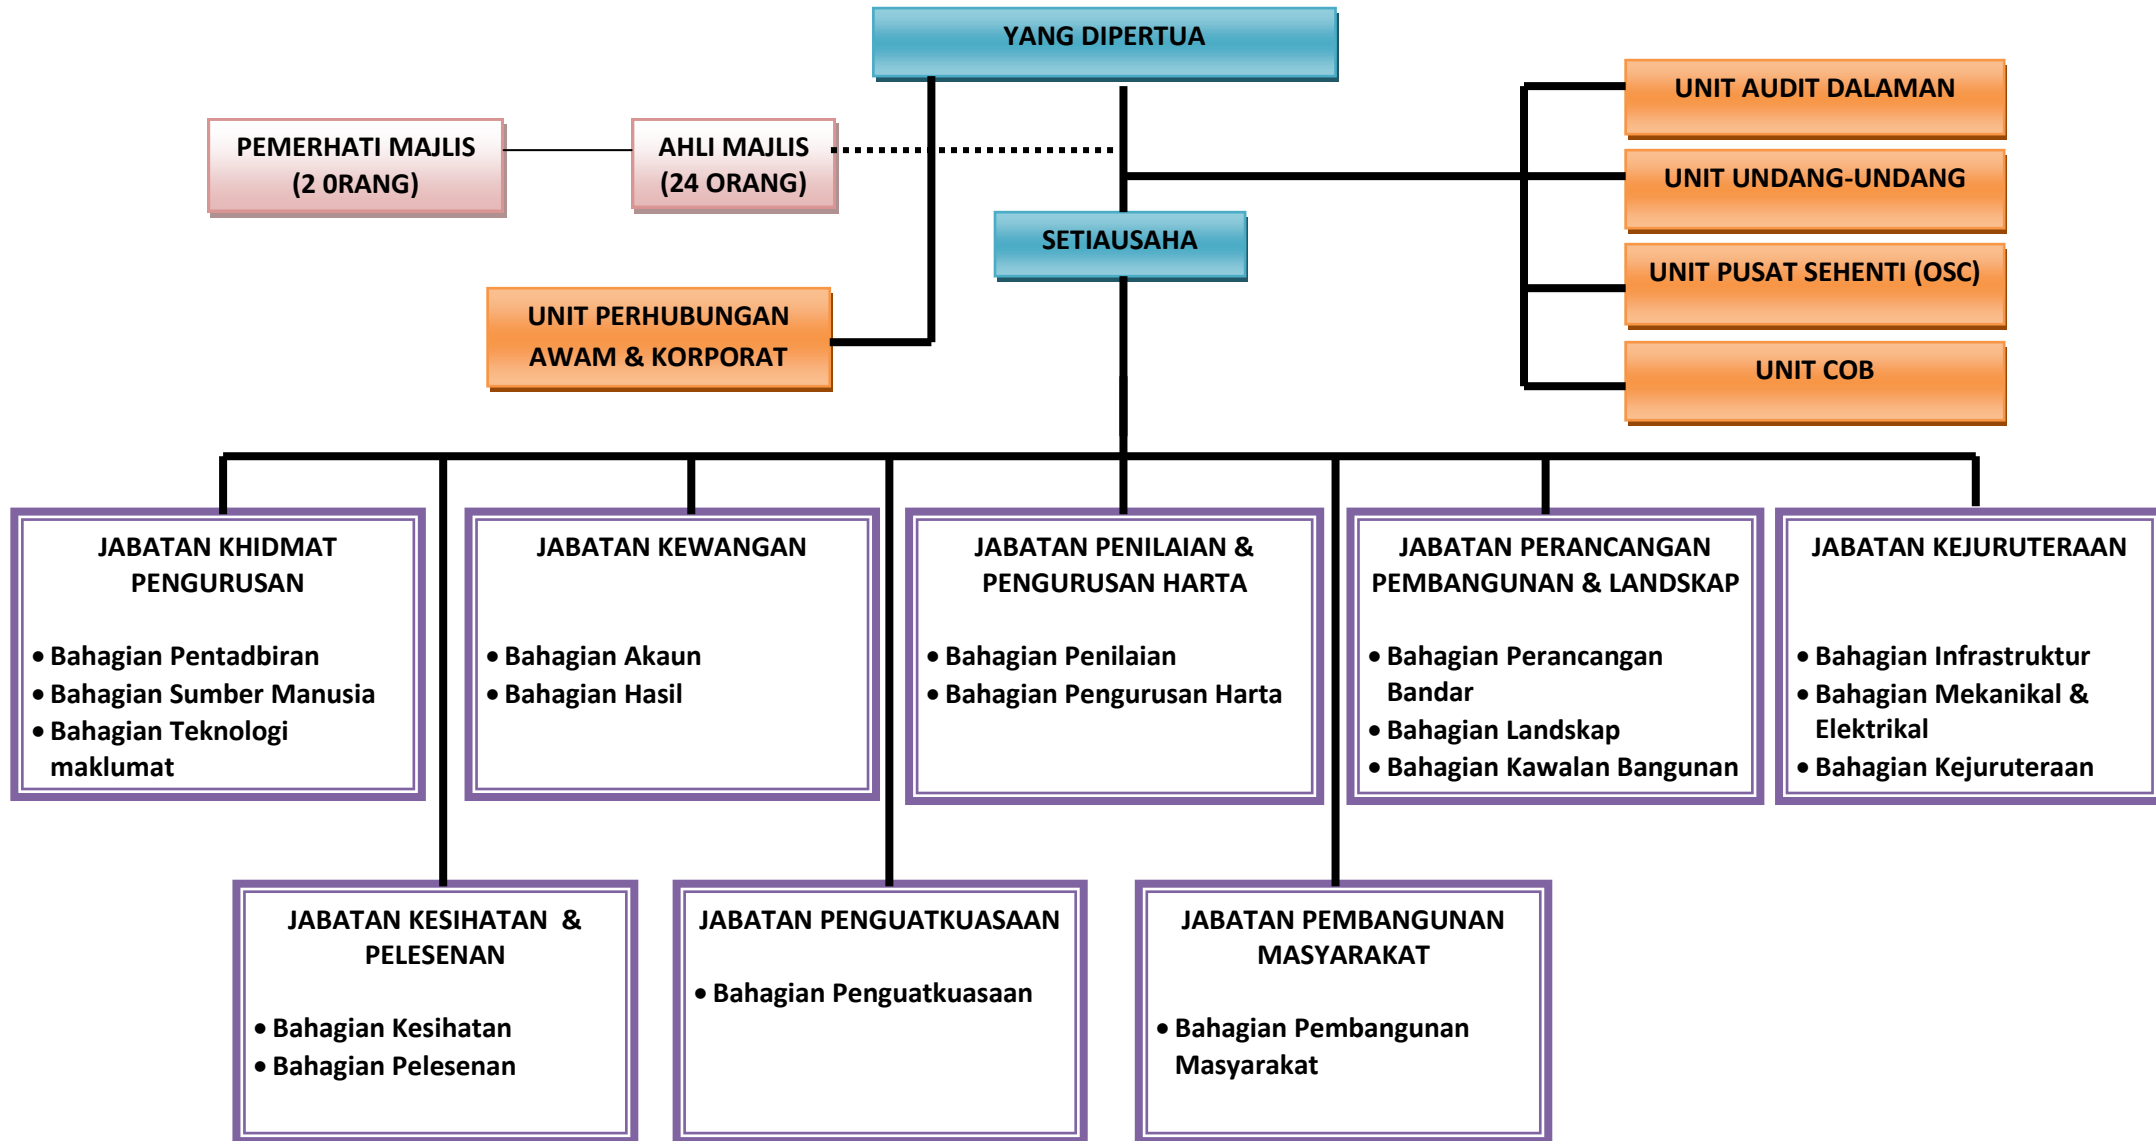 YANG DIPERTUA
UNIT AUDIT DALAMAN
PEMERHATI MAJLIS
(2 0RANG)
AHLI MAJLIS
(24 ORANG)
UNIT UNDANG-UNDANG
SETIAUSAHA
UNIT PUSAT SEHENTI (OSC)
UNIT PERHUBUNGAN
AWAM & KORPORAT
UNIT COB
JABATAN KHIDMAT
PENGURUSAN
• Bahagian Pentadbiran
• Bahagian Sumber Manusia
• Bahagian Teknologi
maklumat
JABATAN KEWANGAN
• Bahagian Akaun
• Bahagian Hasil
JABATAN PENILAIAN &
PENGURUSAN HARTA
• Bahagian Penilaian
• Bahagian Pengurusan Harta
JABATAN PERANCANGAN
PEMBANGUNAN & LANDSKAP
• Bahagian Perancangan
Bandar
• Bahagian Landskap
• Bahagian Kawalan Bangunan
JABATAN KEJURUTERAAN
• Bahagian Infrastruktur
• Bahagian Mekanikal &
Elektrikal
• Bahagian Kejuruteraan
JABATAN KESIHATAN &
PELESENAN
• Bahagian Kesihatan
• Bahagian Pelesenan
JABATAN PENGUATKUASAAN
• Bahagian Penguatkuasaan
JABATAN PEMBANGUNAN
MASYARAKAT
• Bahagian Pembangunan
Masyarakat